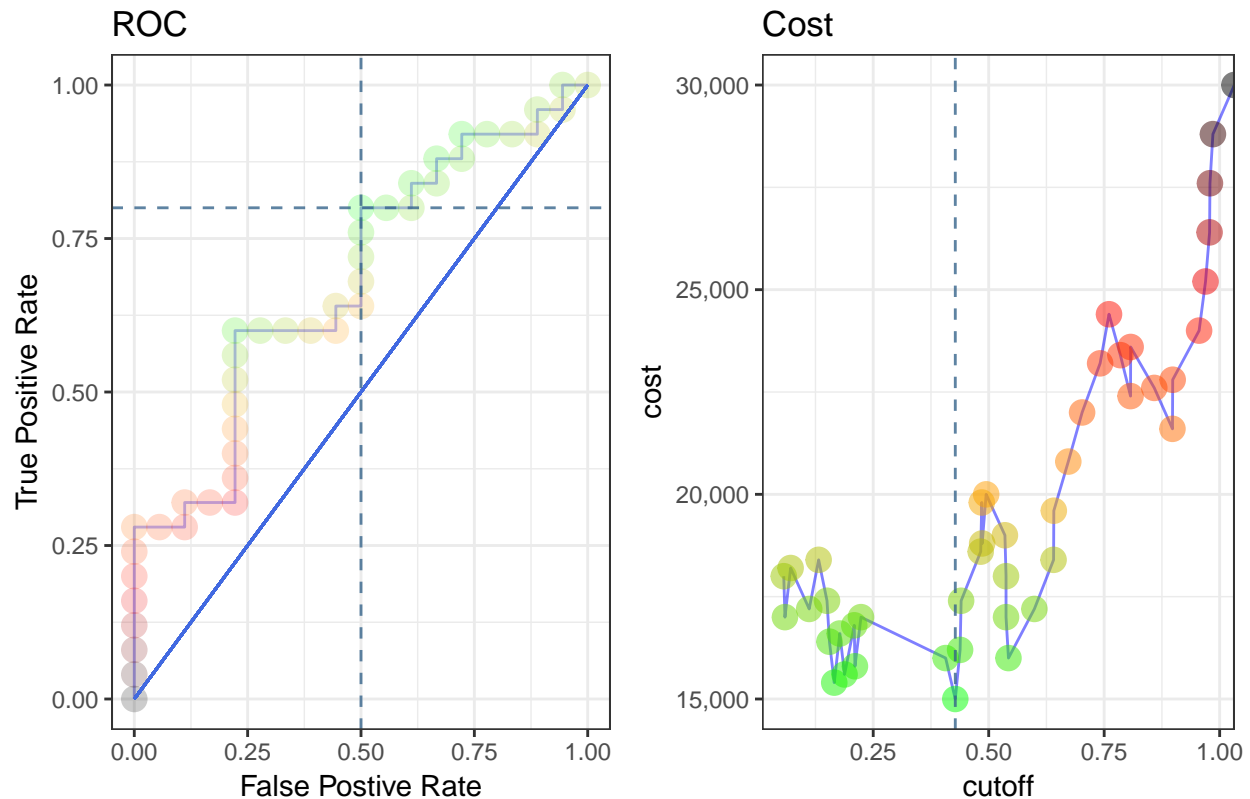 ROC
True Positive Rate
1.00
0.75
0.50
0.25
0.00
0.00 0.25 0.50 0.75 1.00
False Postive Rate
Cost
cost
30,000
25,000
20,000
15,000
0.25 0.50 0.75 1.00
cutoff